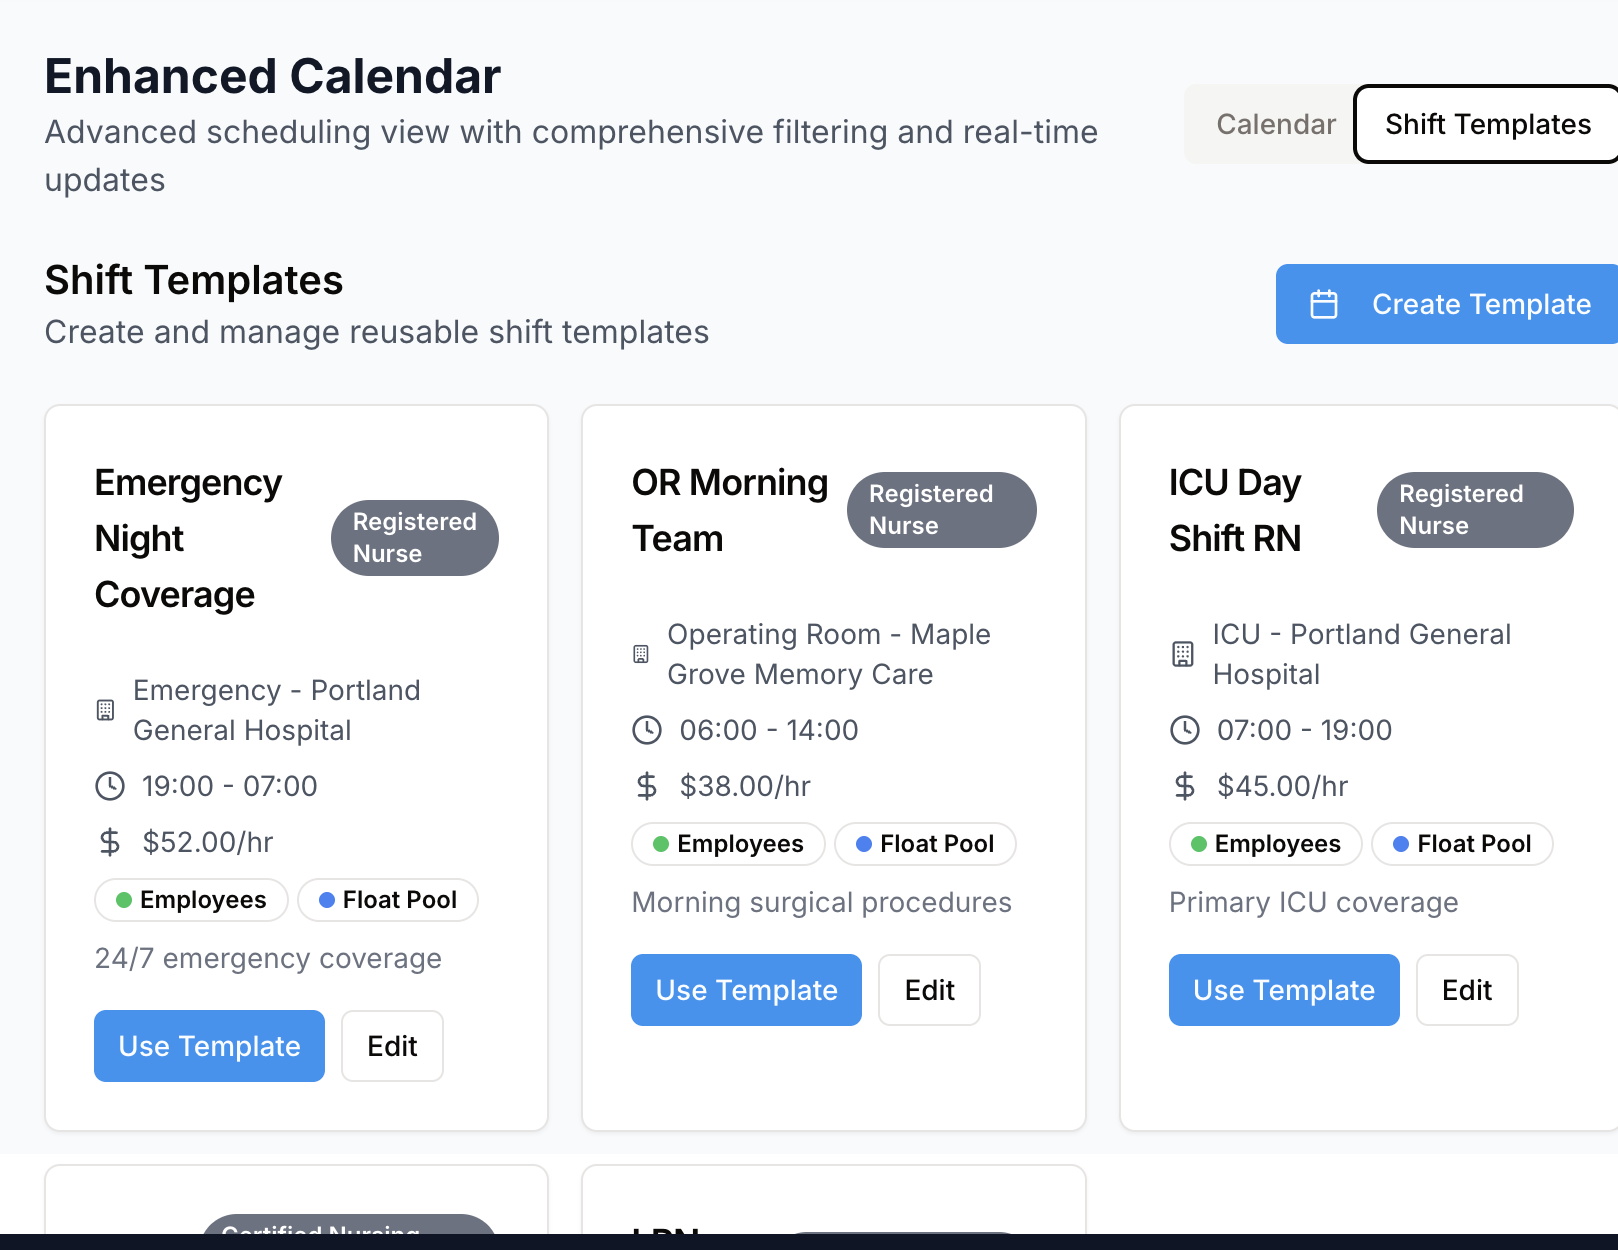 Enhanced Calendar
Advanced scheduling view with comprehensive filtering and real-time
updates
Calendar
Shift Templates
Shift Templates
Create and manage reusable shift templates
Create Template
Emergency
Night
Coverage
Registered
Nurse
Emergency - Portland
General Hospital
19:00 - 07:00
$52.00/hr
Employees
Float Pool
24/7 emergency coverage
Use Template
Edit
OR Morning
Team
Registered
Nurse
Operating Room - Maple
Grove Memory Care
06:00 - 14:00
$38.00/hr
Employees
Float Pool
Morning surgical procedures
Use Template
Edit
ICU Day
Shift RN
Registered
Nurse
ICU - Portland General
Hospital
07:00 - 19:00
$45.00/hr
Employees
Float Pool
Primary ICU coverage
Use Template
Edit
Certified Nursing
LPN